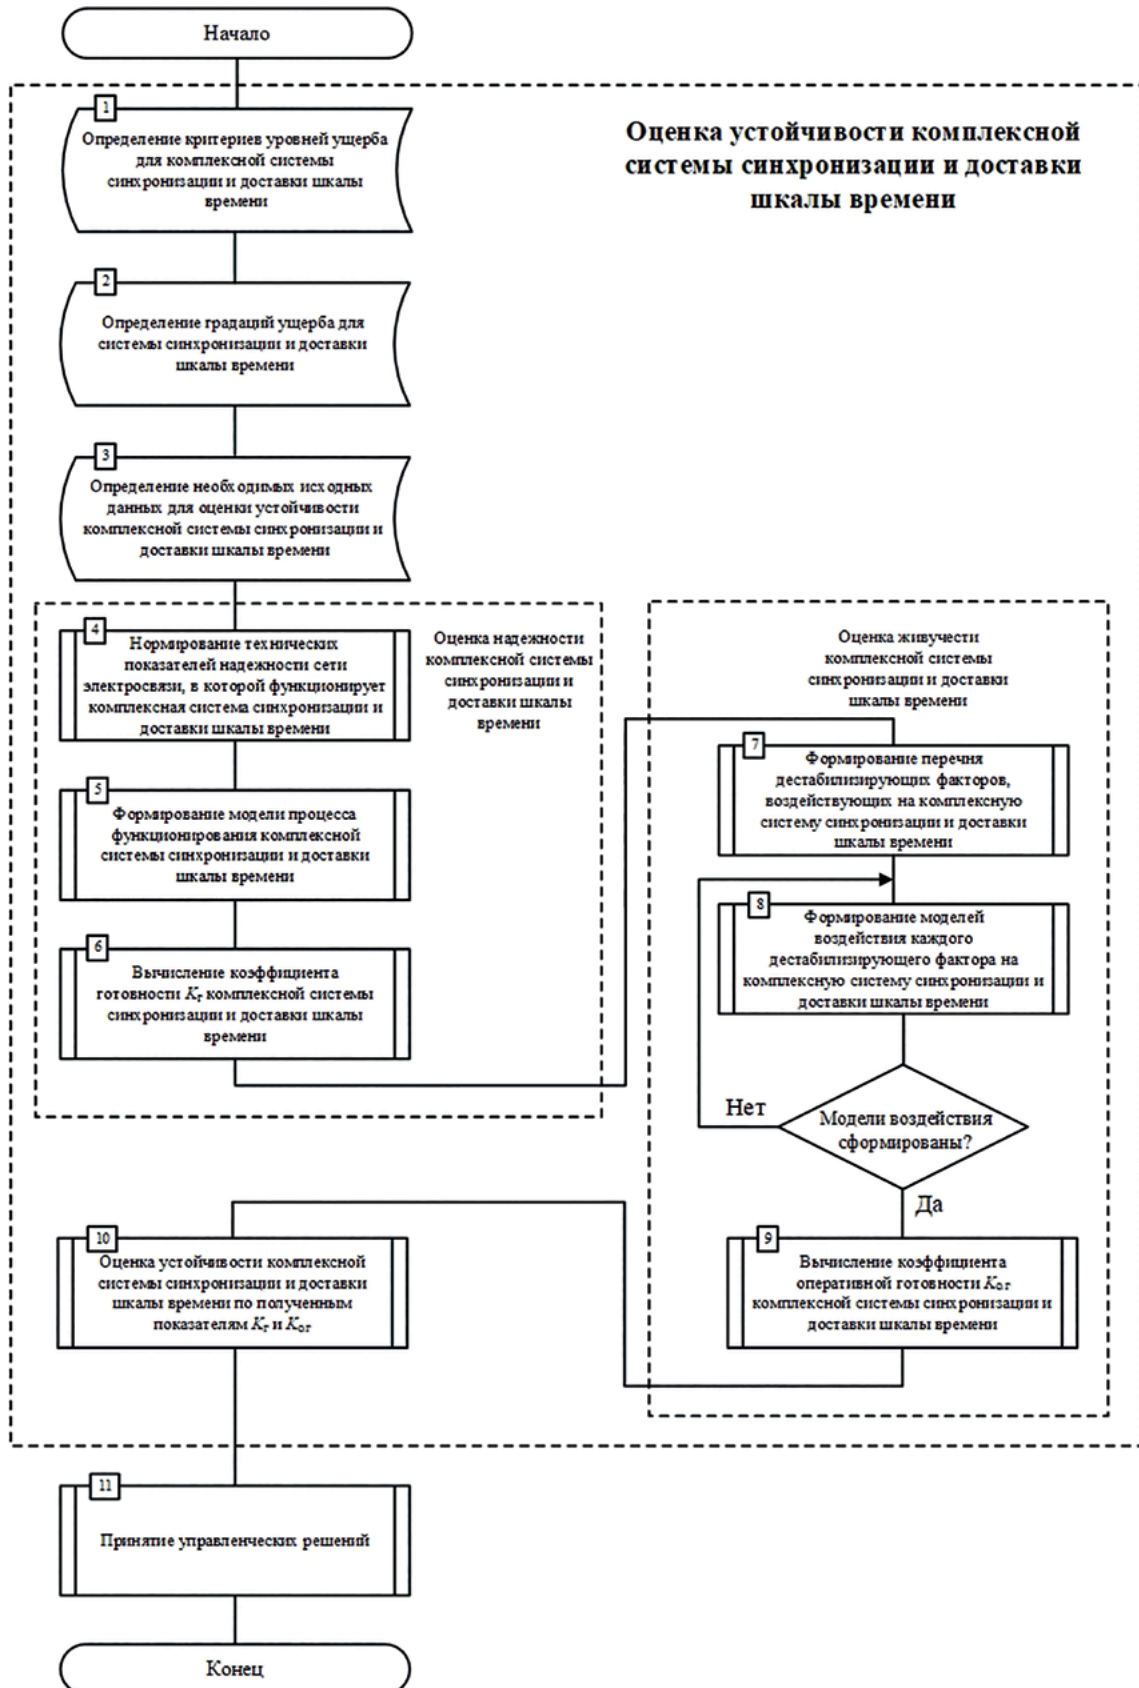 Начало
Оценка устойчивости комплексной
системы синхронизации и доставки
шкалы времени
1
Определение критериев уровней ущерба
для комплексной системы
синхронизации и доставки шкалы
времени
2
Определение градаций ущерба для
системы синхронизации и доставки
шкалы времени
3
Определение необходимых исходных
данных для оценки устойчивости
комплексной системы синхронизации и
доставки шкалы времени
Оценка надежности
комплексной системы
синхронизации и
доставки шкалы
времени
4
Нормирование технических
показателей надежности сети
электросвязи, в которой функционирует
комплексная система синхронизации и
доставки шкалы времени
5
Формирование модели процесса
функционирования комплексной
системы синхронизации и доставки
шкалы времени
6
Вычисление коэффициента
готовности Kг комплексной системы
синхронизации и доставки шкалы
времени
Оценка живучести
комплексной системы
синхронизации и доставки
шкалы времени
7
Формирование перечня
дестабилизирующих факторов,
воздействующих на комплексную
систему синхронизации и доставки
шкалы времени
8
Формирование моделей
воздействия каждого
дестабилизирующего фактора на
комплексную систему синхронизации и
доставки шкалы времени
Нет
Модели воздействия
сформированы?
Да
9
Вычисление коэффициента
оперативной готовности Kо.г
комплексной системы синхронизации и
доставки шкалы времени
10
Оценка устойчивости комплексной
системы синхронизации и доставки
шкалы времени по полученным
показателям Kг и Kо.г
11
Принятие управленческих решений
Конец